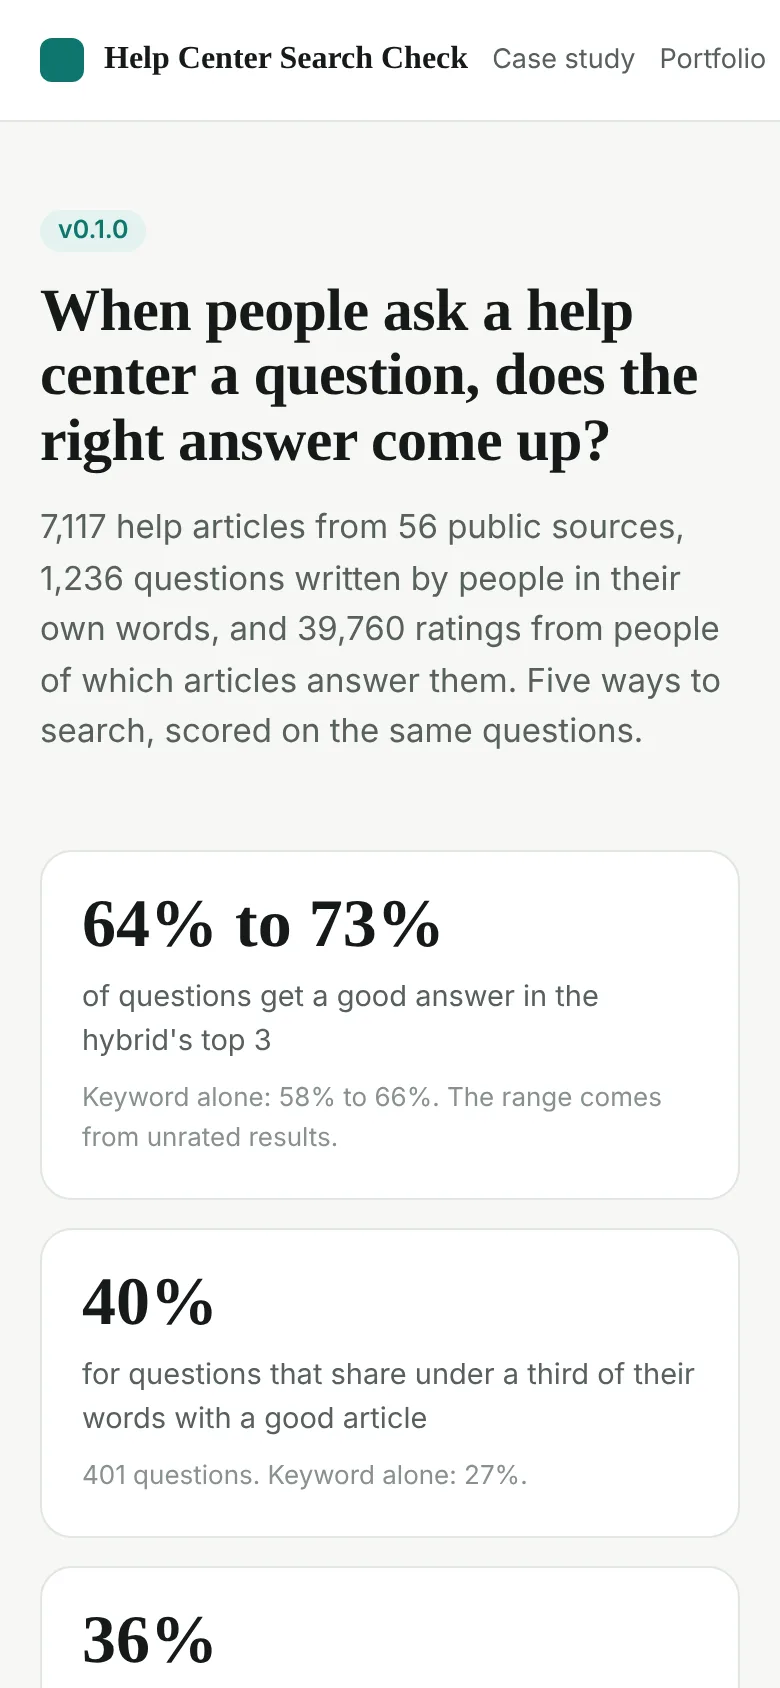 Help Center Search Check Case study Portfolio
v0.1.0
When people ask a help
center a question, does the
right answer come up?
7,117 help articles from 56 public sources,
1,236 questions written by people in their
own words, and 39,760 ratings from people
of which articles answer them. Five ways to
search, scored on the same questions.
64% to 73%
of questions get a good answer in the
hybrid's top 3
Keyword alone: 58% to 66%. The range comes
from unrated results.
40%
for questions that share under a third of their
words with a good article
401 questions. Keyword alone: 27%.
36%